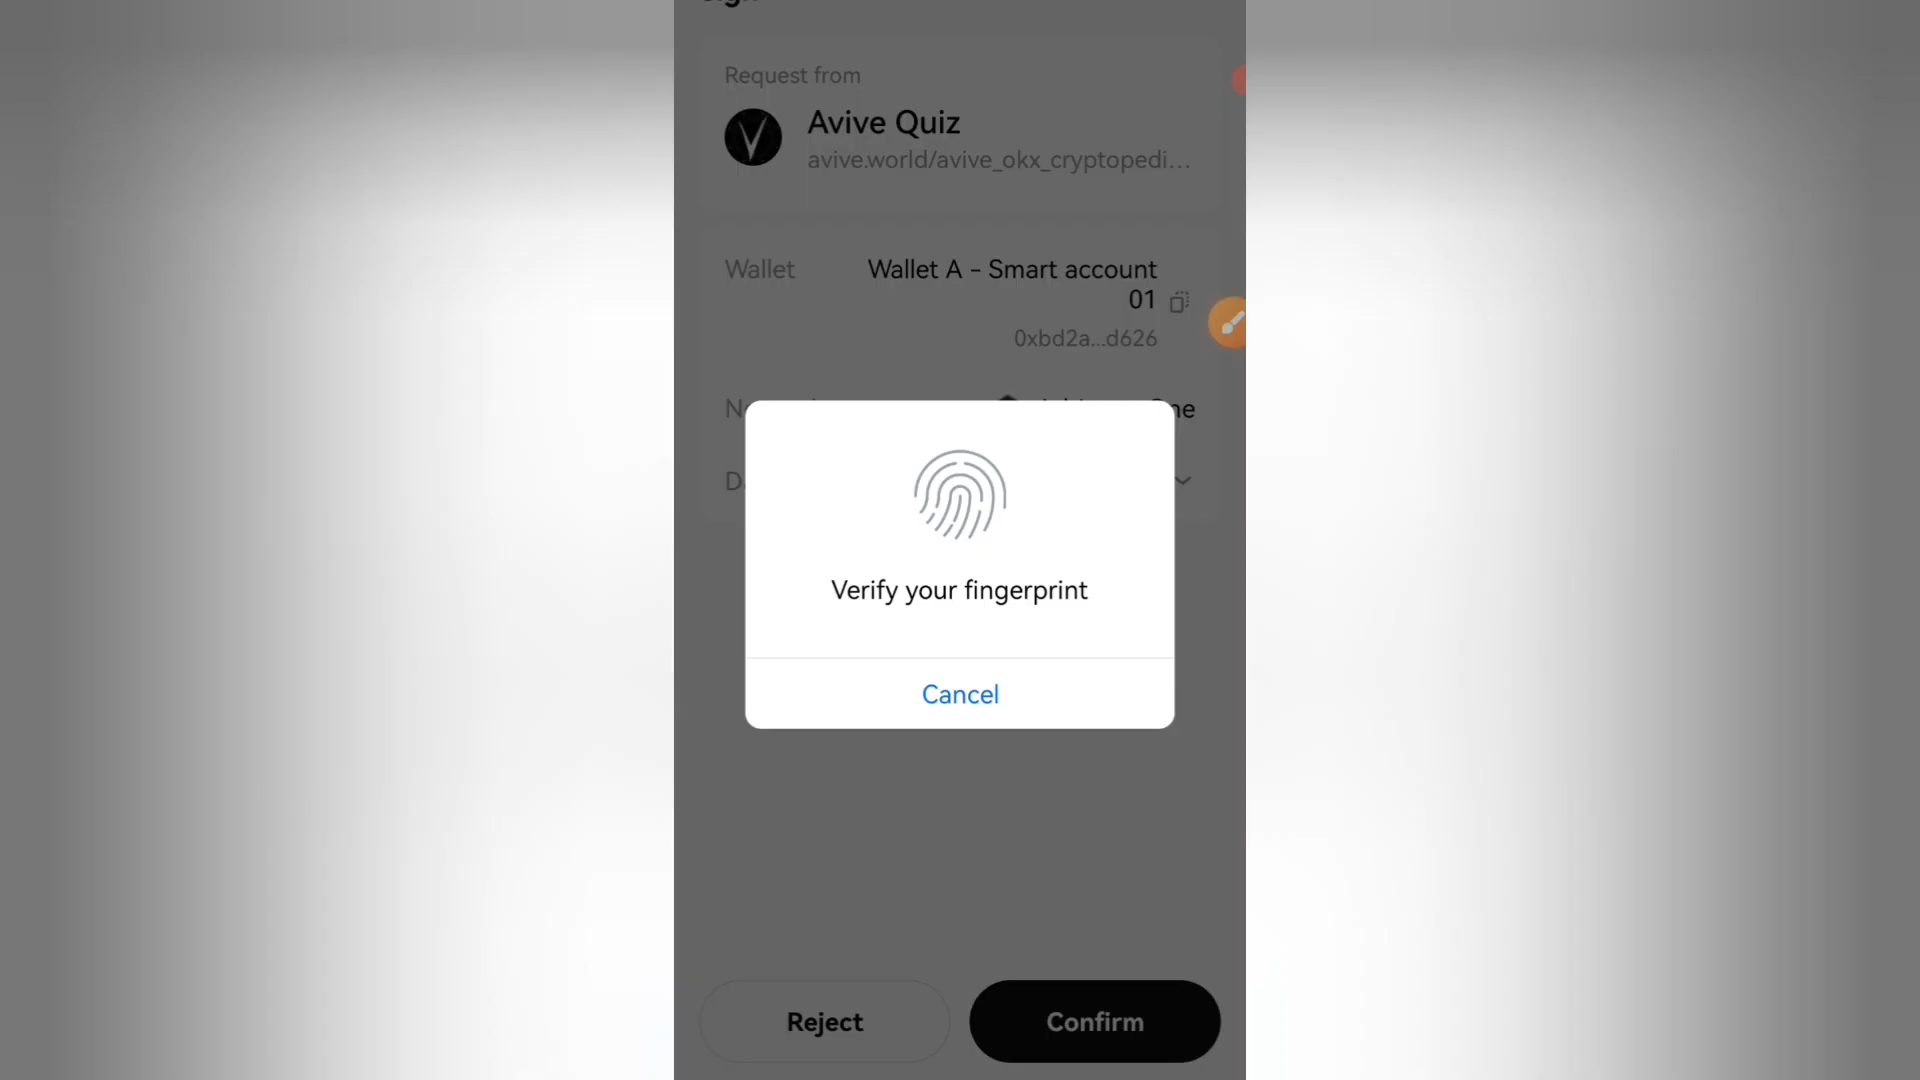 Request from
Avive Quiz
avive.world/avive_okx_cryptopedi...
Wallet
Wallet A - Smart account
01
0xbd2a...d626
Verify your fingerprint
Cancel
Reject
Confirm